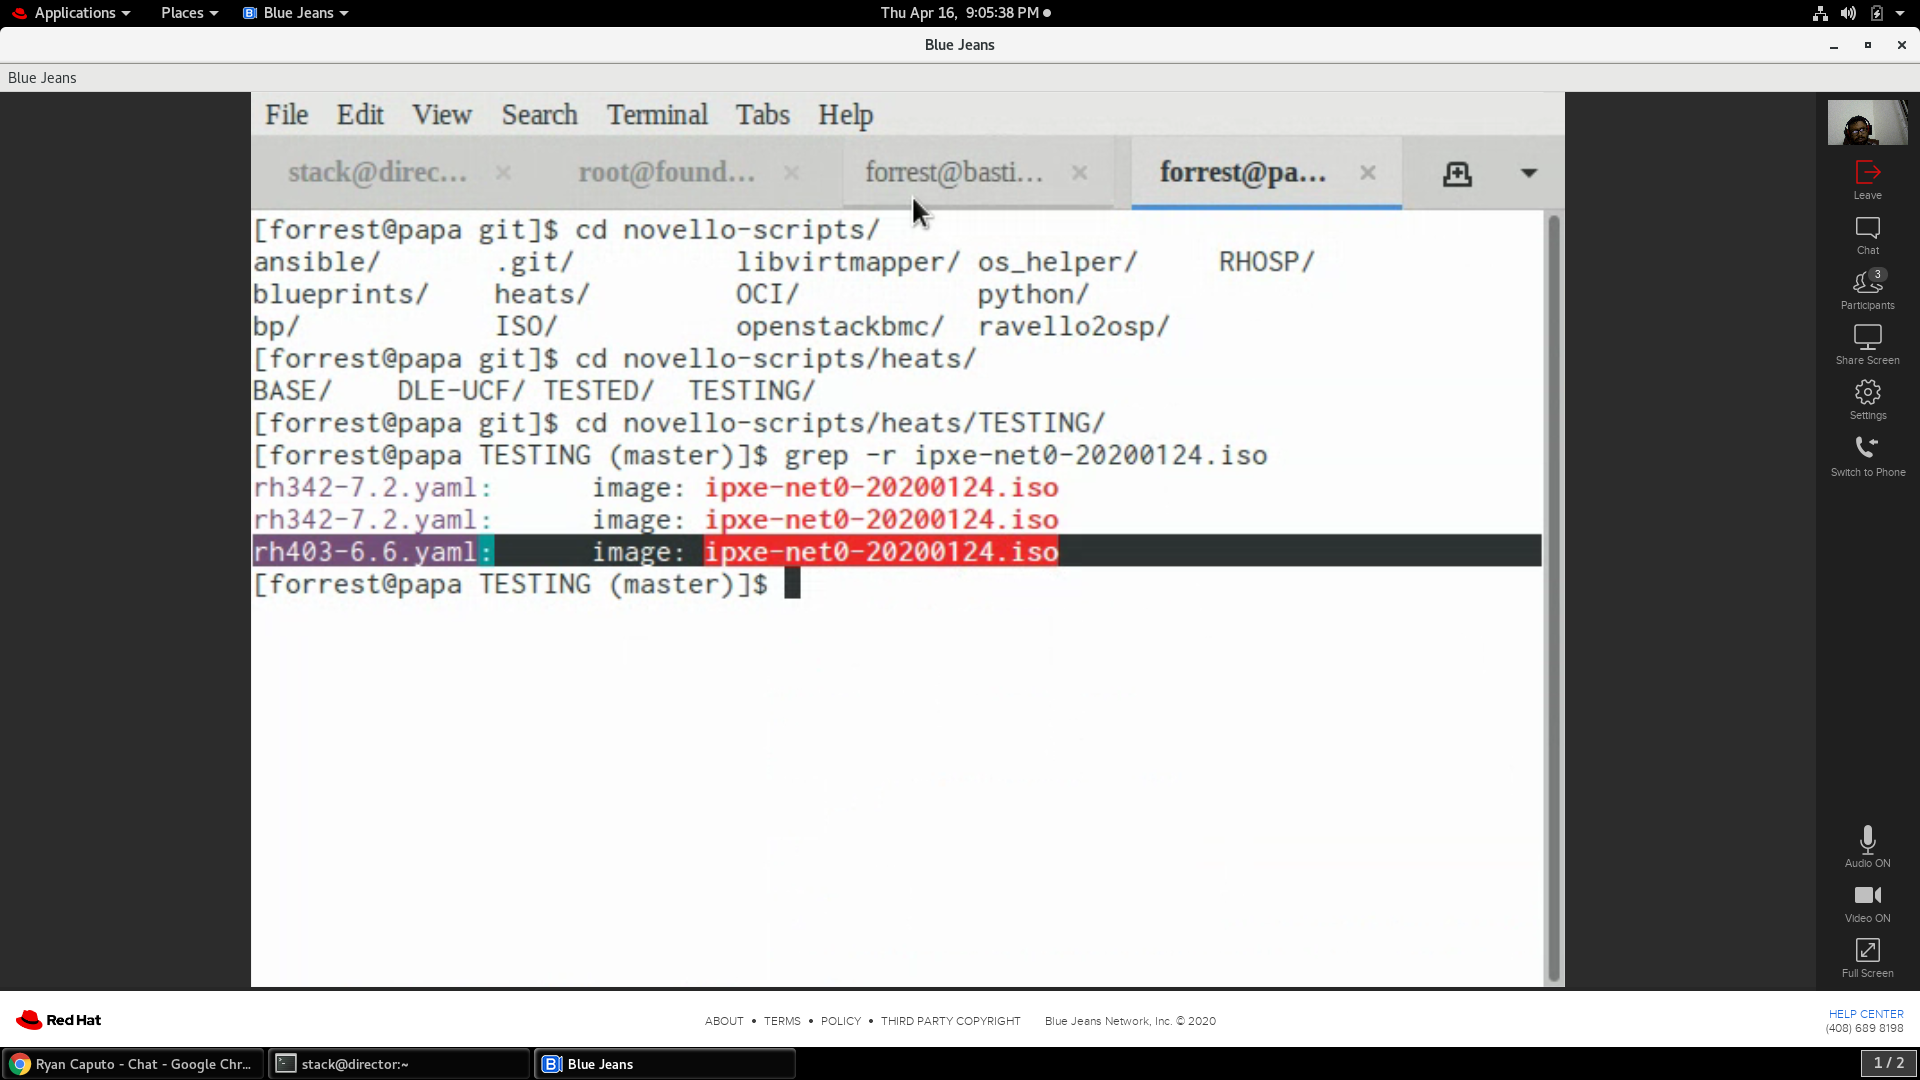 Applications Places Blue Jeans Thu Apr 16, 9:05:38 PM
Blue Jeans
Blue Jeans
File Edit View Search Terminal Tabs Help
stack@direc... root@found... forrest@basti... forrest@pa...
[forrest@papa git]$ cd novello-scripts/
ansible/ .git/ libvirtmapper/ os_helper/ RHOSP/
blueprints/ heats/ OCI/ python/
bp/ ISO/ openstackbmc/ ravello2osp/
[forrest@papa git]$ cd novello-scripts/heats/
BASE/ DLE-UCF/ TESTED/ TESTING/
[forrest@papa git]$ cd novello-scripts/heats/TESTING/
[forrest@papa TESTING (master)]$ grep -r ipxe-net0-20200124.iso
rh342-7.2.yaml: image: ipxe-net0-20200124.iso
rh342-7.2.yaml: image: ipxe-net0-20200124.iso
rh403-6.6.yaml: image: ipxe-net0-20200124.iso
[forrest@papa TESTING (master)]$
Leave
Chat
3
Participants
Share Screen
Settings
Switch to Phone
Audio ON
Video ON
Full Screen
Red Hat
ABOUT • TERMS • POLICY • THIRD PARTY COPYRIGHT Blue Jeans Network, Inc. © 2020
HELP CENTER
(408) 689 8198
Ryan Caputo - Chat - Google Chr... stack@director:~ B Blue Jeans 1 / 2